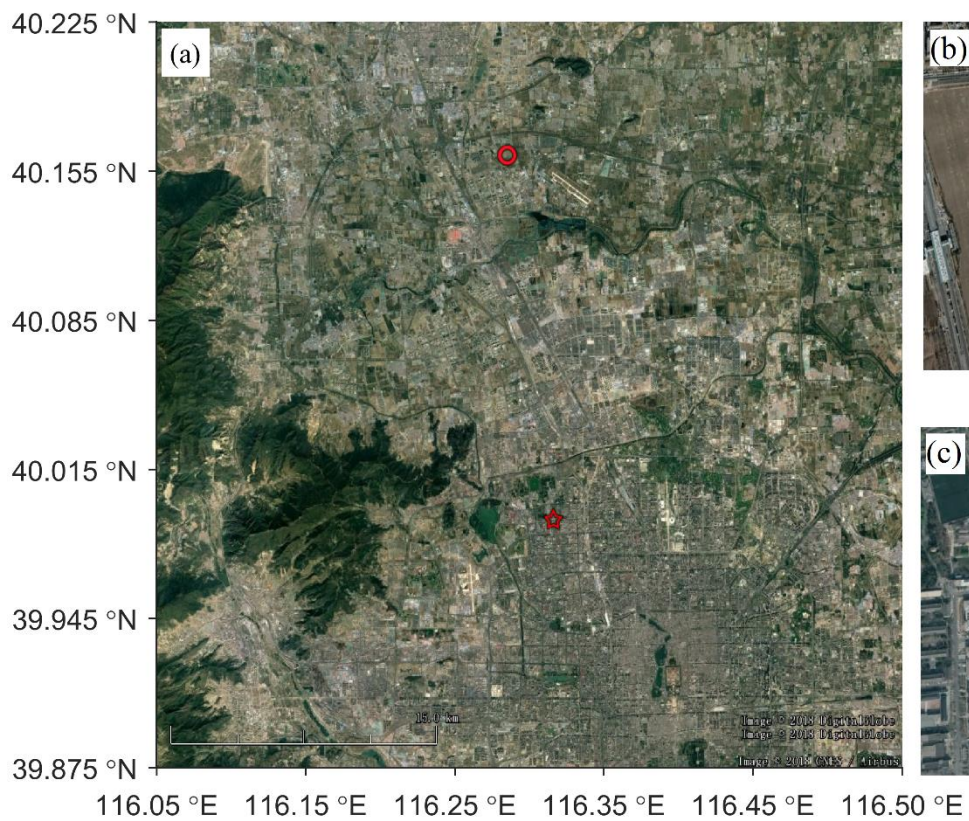 40.225 °N
(a)
(b)
40.155 °N
40.085 °N
40.015 °N
(c)
39.945 °N
15.0 km
Image © 2018 DigitalGlobe
Image © 2018 DigitalGlobe
39.875 °N
Image © 2018 CNES / Airbus
116.05 °E 116.15 °E 116.25 °E 116.35 °E 116.45 °E 116.50 °E